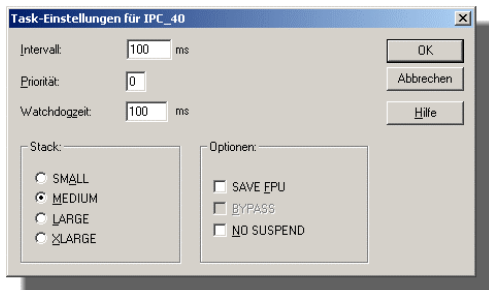 Task-Einstellungen für IPC_40
Intervall: 100 ms OK
Priorität: 0 Abbrechen
Watchdogzeit: 100 ms Hilfe
Stack: Optionen:
SMALL SAVE FPU
MEDIUM BYPASS
LARGE NO SUSPEND
XLARGE